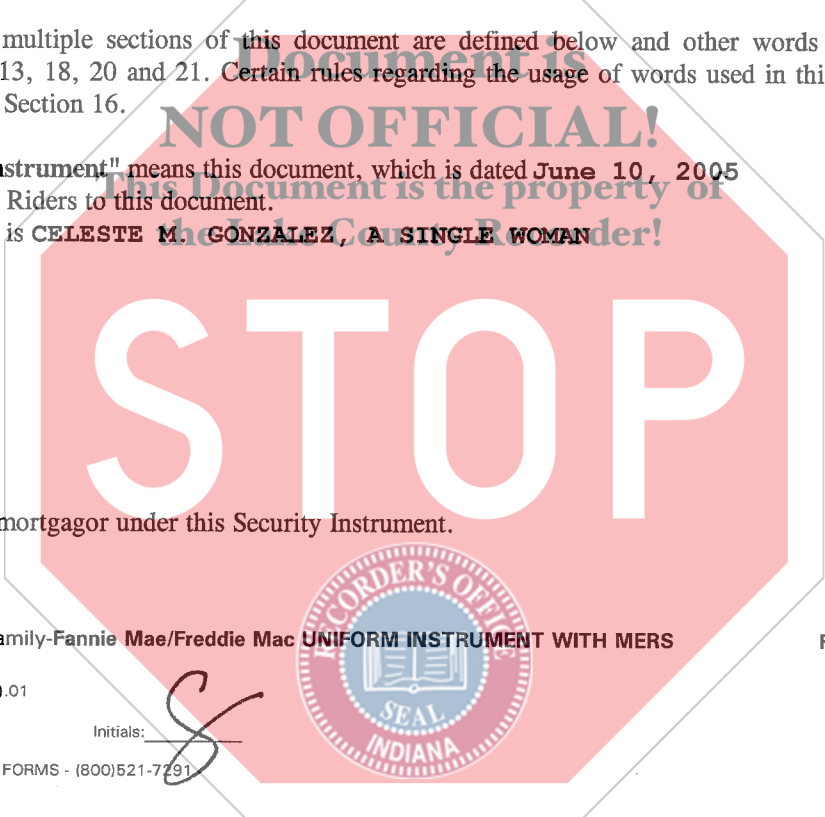 multiple sections of this document are defined below and other words
Document is
13, 18, 20 and 21. Certain rules regarding the usage of words used in thi
Section 16.
NOT OFFICIAL!
strument" means this document, which is dated June 10, 2005
This Document is the property of
Riders to this document.
is CELESTE M. GONZALEZ, A SINGLE WOMAN
the Lake County Recorder!
STOP
mortgagor under this Security Instrument.
RECORDER'S OFFICE
amily-Fannie Mae/Freddie Mac UNIFORM INSTRUMENT WITH MERS
.01
SEAL
Initials:
INDIANA
FORMS - (800)521-7291